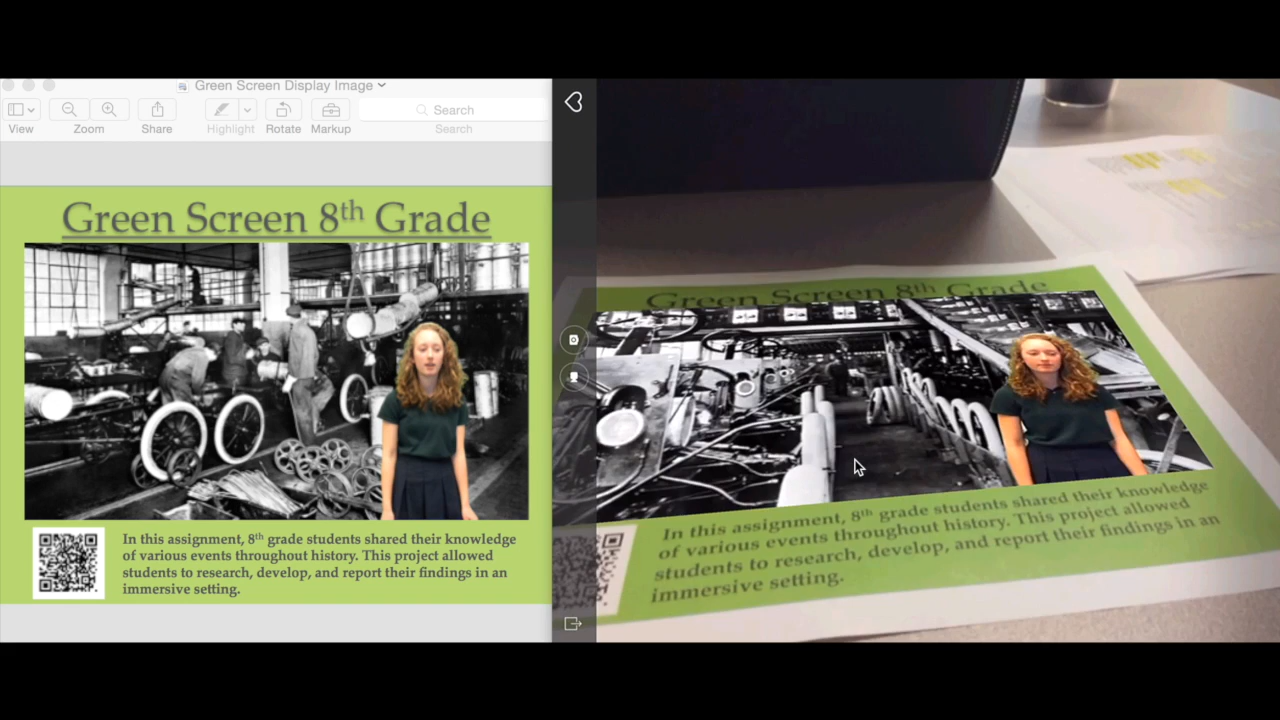 Green Screen Display Image
View
Zoom
Share
Highlight
Rotate
Markup
Search
Search
Green Screen 8th Grade
In this assignment, 8th grade students shared their knowledge
of various events throughout history. This project allowed
students to research, develop, and report their findings in an
immersive setting.
Green Screen 8th Grade
In this assignment, 8th grade students shared their knowledge
of various events throughout history. This project allowed
students to research, develop, and report their findings in an
immersive setting.